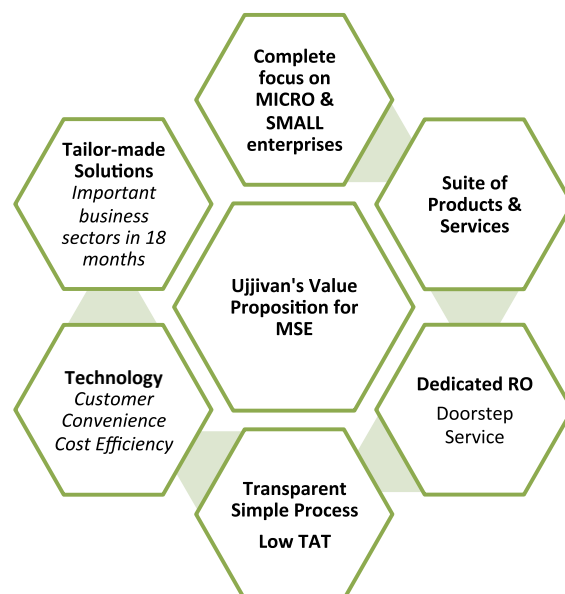 Complete
focus on
MICRO &
SMALL
enterprises
Tailor-made
Solutions
Important
business
sectors in 18
months
Suite of
Products &
Services
Ujjivan's Value
Proposition for
MSE
Technology
Customer
Convenience
Cost Efficiency
Dedicated RO
Doorstep
Service
Transparent
Simple Process
Low TAT